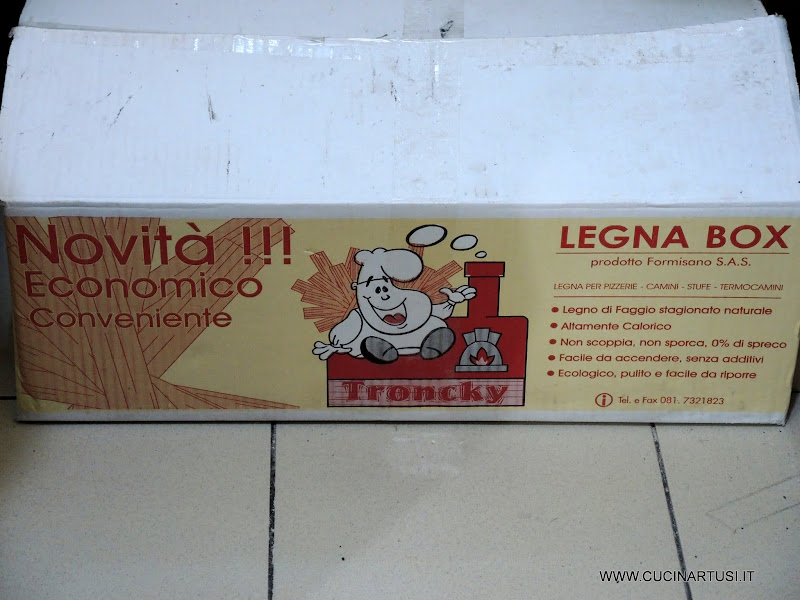 Novità !!!
Economico
Conveniente
Troncky
LEGNA BOX
prodotto Formisano S.A.S.
LEGNA PER PIZZERIE - CAMINI - STUFE - TERMOCAMINI
• Legno di Faggio stagionato naturale
• Altamente Calorico
• Non scoppia, non sporca, 0% di spreco
• Facile da accendere, senza additivi
• Ecologico, pulito e facile da riporre
i Tel. e Fax 081. 7321823
WWW.CUCINARTUSI.IT